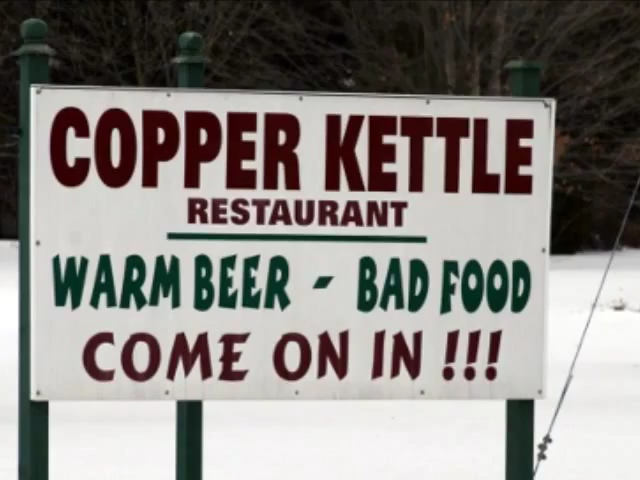 COPPER KETTLE
RESTAURANT
WARM BEER - BAD FOOD
COME ON IN !!!